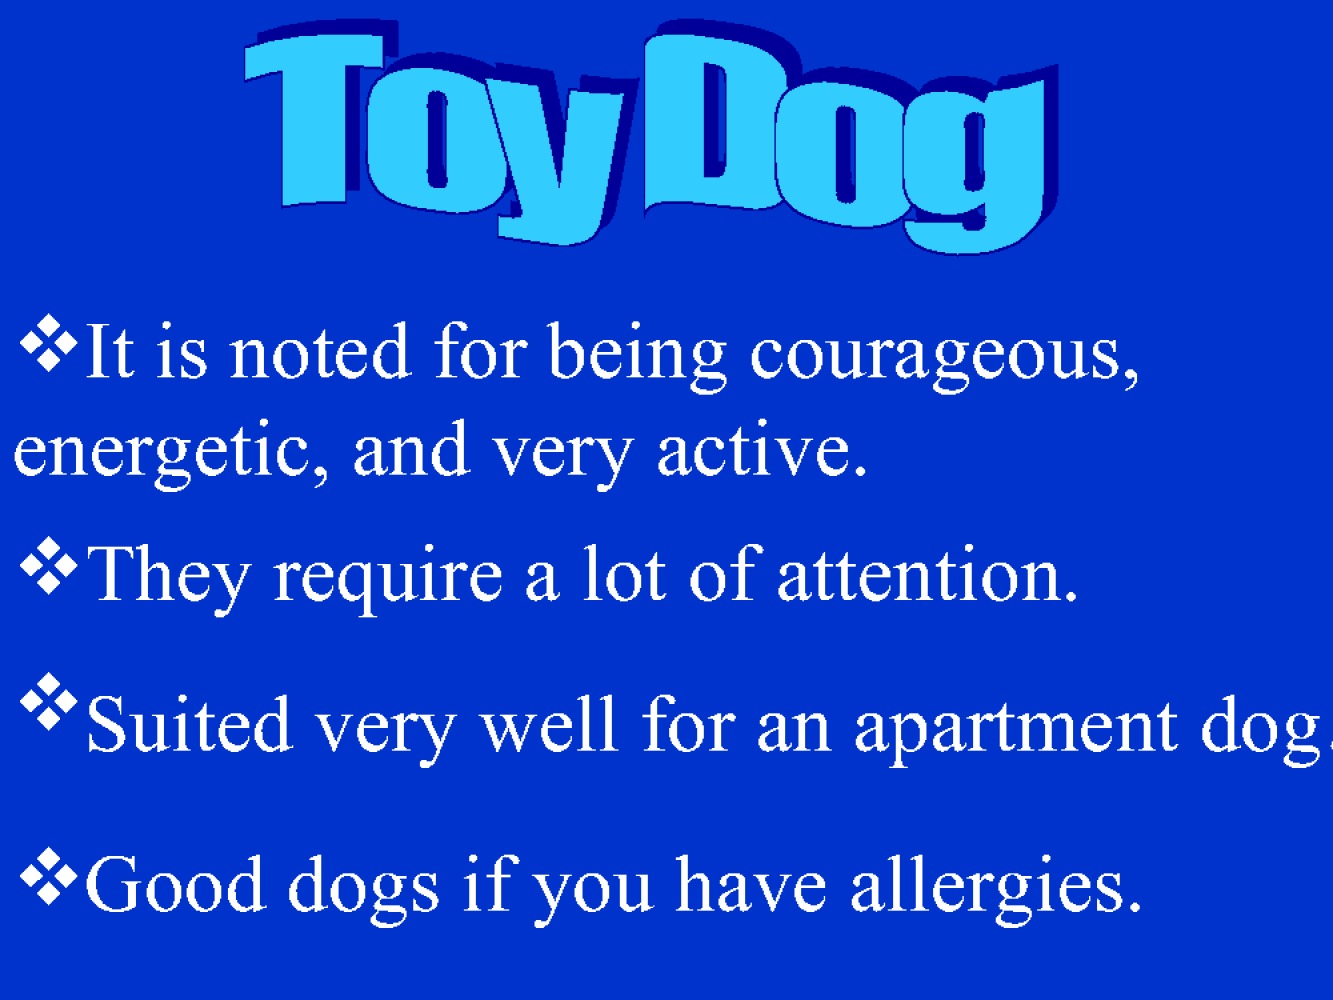 Toy Dog
❖It is noted for being courageous,
energetic, and very active.
❖They require a lot of attention.
❖Suited very well for an apartment dog.
❖Good dogs if you have allergies.